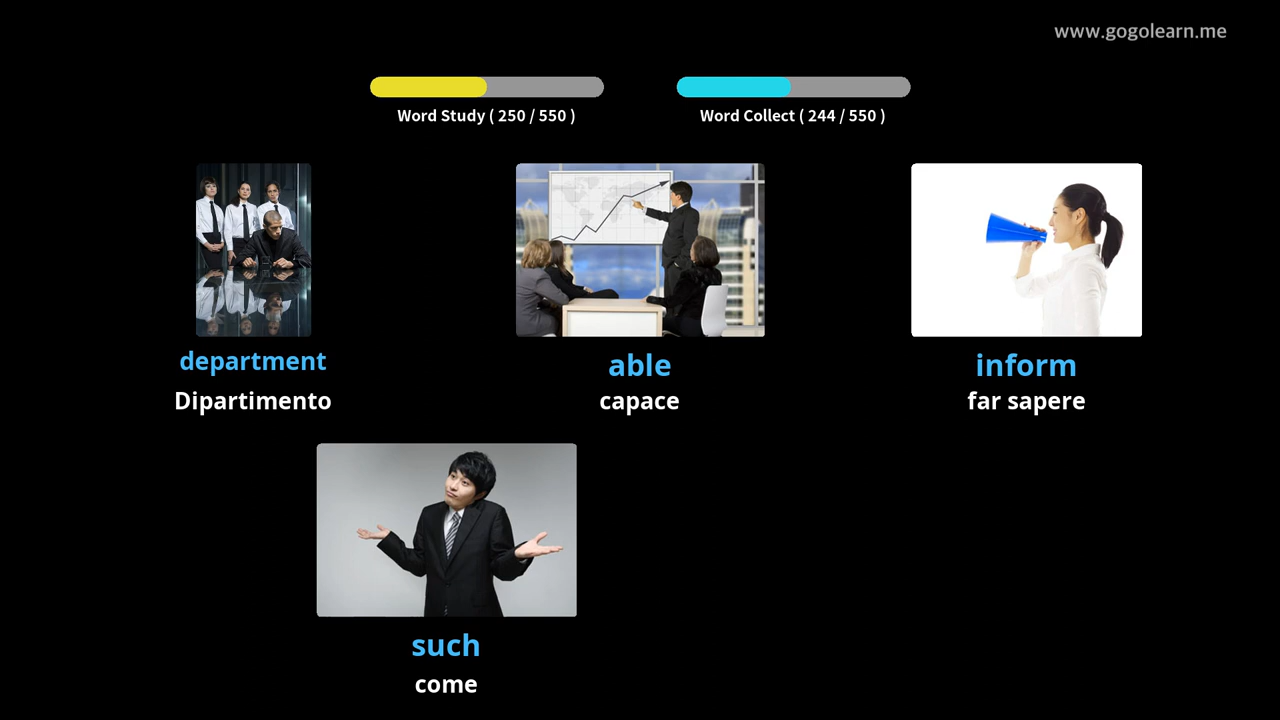 www.gogolearn.me
Word Study ( 250 / 550 )
Word Collect ( 244 / 550 )
department
Dipartimento
able
capace
inform
far sapere
such
come